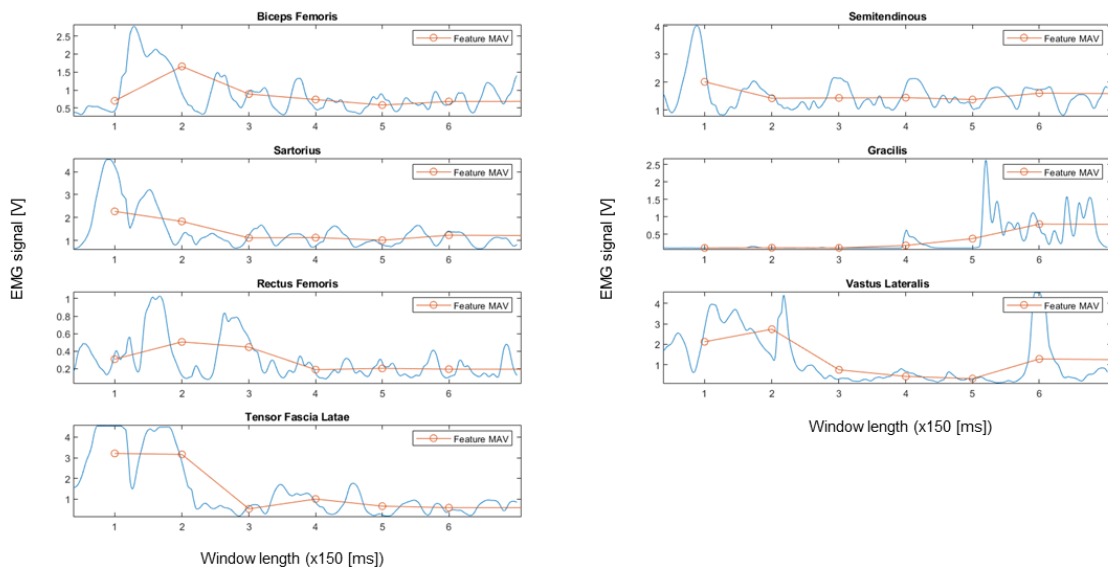 Biceps Femoris
Feature MAV
2.5
2
1.5
1
0.5
1 2 3 4 5 6
Sartorius
Feature MAV
4
3
2
1
1 2 3 4 5 6
EMG signal [V]
Rectus Femoris
Feature MAV
1
0.8
0.6
0.4
0.2
1 2 3 4 5 6
Tensor Fascia Latae
Feature MAV
4
3
2
1
1 2 3 4 5 6
Window length (x150 [ms])
Semitendinous
Feature MAV
4
3
2
1
1 2 3 4 5 6
Gracilis
Feature MAV
2.5
2
1.5
1
0.5
1 2 3 4 5 6
EMG signal [V]
Vastus Lateralis
Feature MAV
4
3
2
1
1 2 3 4 5 6
Window length (x150 [ms])